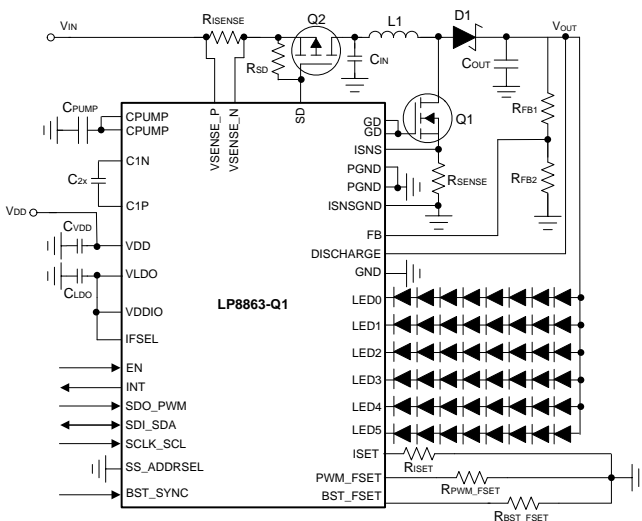 VIN
RISENSE
Q2
L1
D1
VOUT
RSD
CIN
COUT
CPUMP
CPUMP
CPUMP
VSENSE_P
VSENSE_N
SD
GD
GD
Q1
RFB1
C1N
ISNS
C2x
PGND
PGND
RSENSE
RFB2
C1P
ISNSGND
VDD
CVDD
VDD
FB
DISCHARGE
VLDO
GND
CLDO
LP8863-Q1
VDDIO
LED0
IFSEL
LED1
EN
LED2
INT
LED3
SDO_PWM
LED4
SDI_SDA
LED5
SCLK_SCL
ISET
RISET
SS_ADDRSEL
PWM_FSET
RPWM_FSET
BST_SYNC
BST_FSET
RBST_FSET